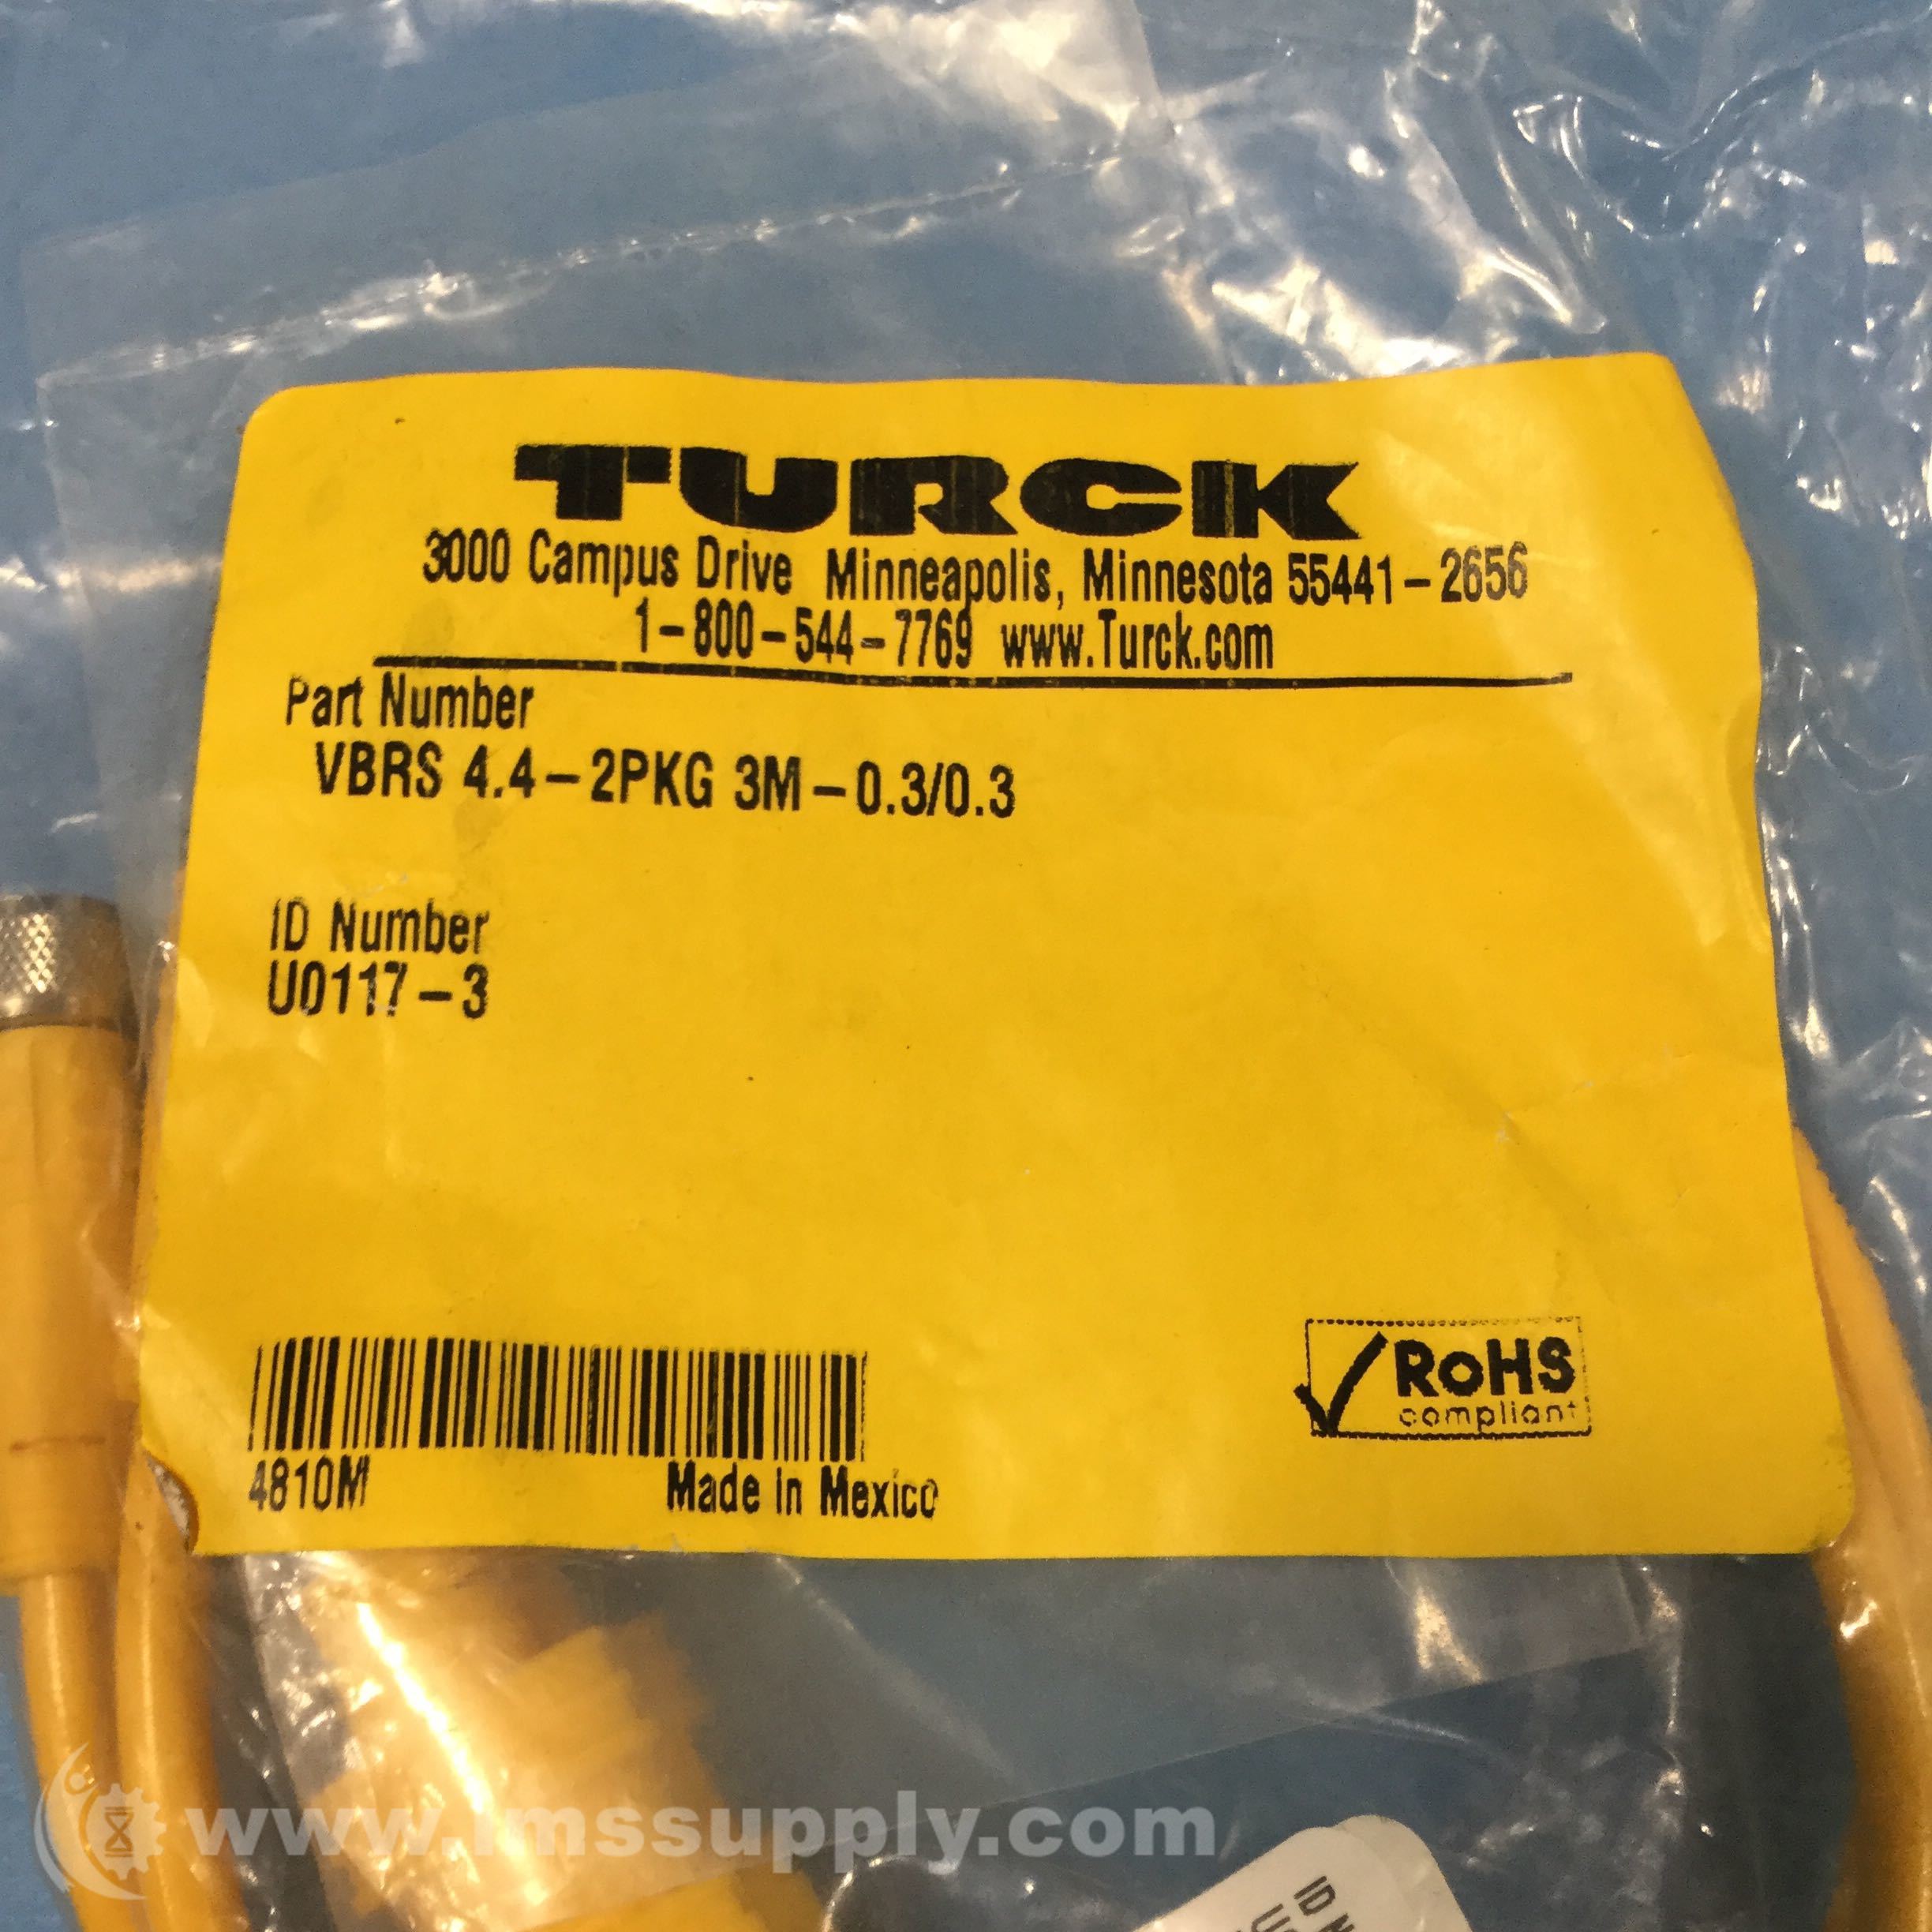 TURCK
3000 Campus Drive Minneapolis, Minnesota 55441-2656
1-800-544-7769 www.Turck.com
Part Number
VBRS 4.4-2PKG 3M-0.3/0.3
ID Number
U0117-3
RoHS
compliant
4810M Made in Mexico
www.imssupply.com
ID N